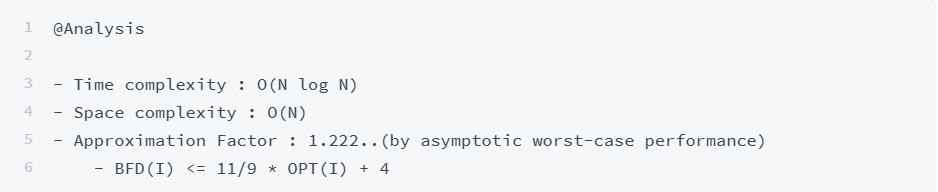 1 @Analysis
2
3 - Time complexity : O(N log N)
4 - Space complexity : O(N)
5 - Approximation Factor : 1.222..(by asymptotic worst-case performance)
6 - BFD(I) <= 11/9 * OPT(I) + 4